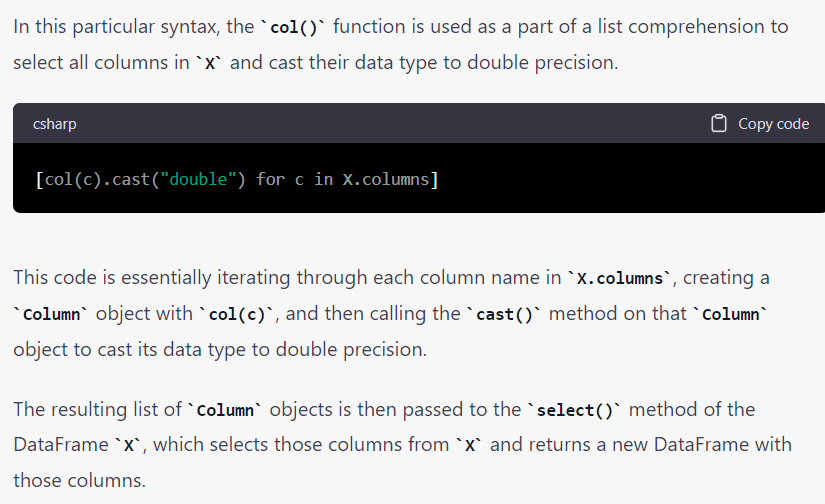 In this particular syntax, the `col()` function is used as a part of a list comprehension to
select all columns in `X` and cast their data type to double precision.
csharp Copy code
[col(c).cast("double") for c in X.columns]
This code is essentially iterating through each column name in `X.columns`, creating a
`Column` object with `col(c)`, and then calling the `cast()` method on that `Column`
object to cast its data type to double precision.
The resulting list of `Column` objects is then passed to the `select()` method of the
DataFrame `X`, which selects those columns from `X` and returns a new DataFrame with
those columns.